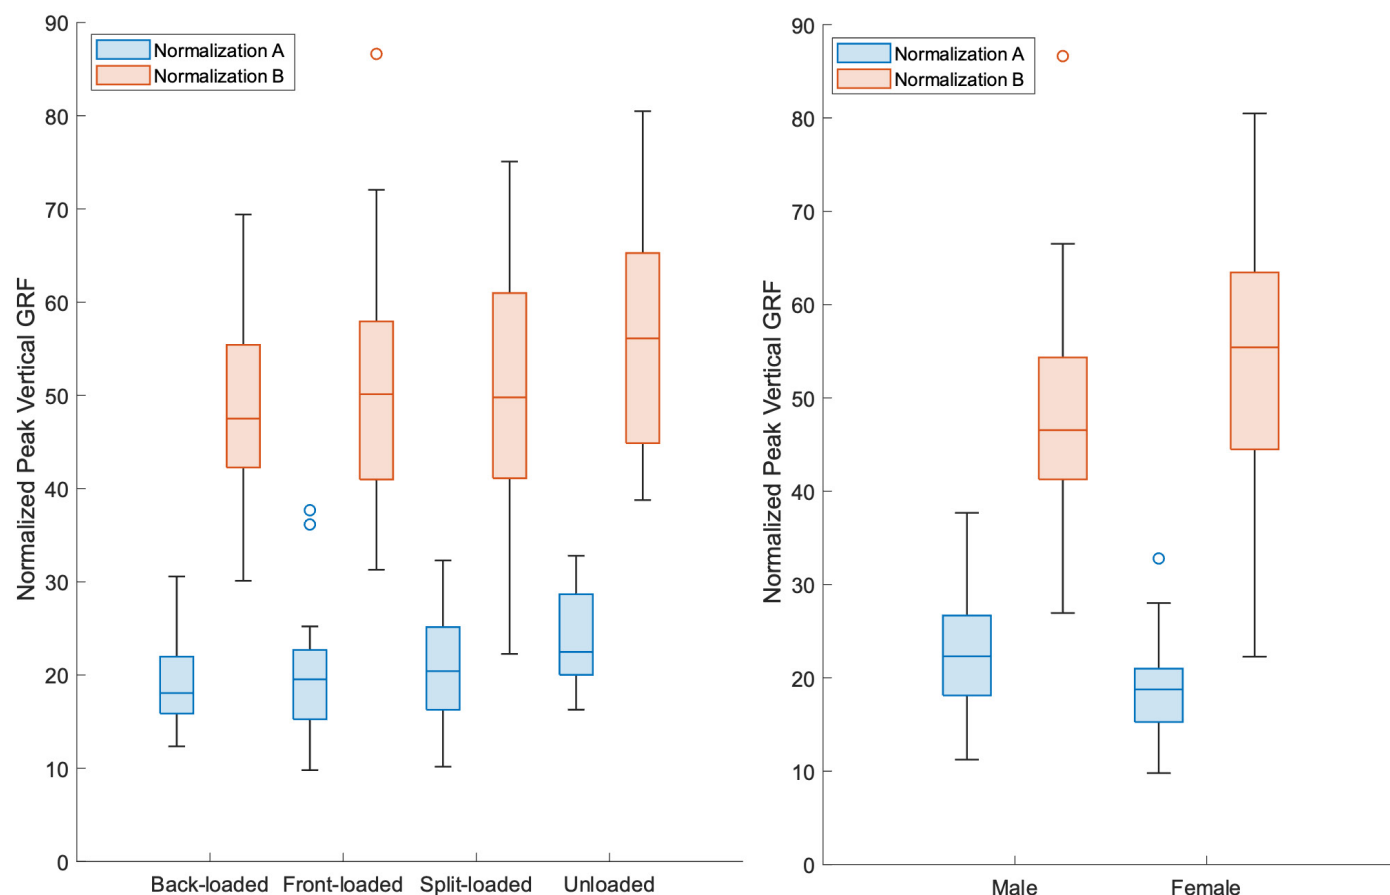 Normalized Peak Vertical GRF
90
80
70
60
50
40
30
20
10
0
Normalization A
Normalization B
Back-loaded
Front-loaded
Split-loaded
Unloaded
Normalized Peak Vertical GRF
90
80
70
60
50
40
30
20
10
0
Normalization A
Normalization B
Male
Female